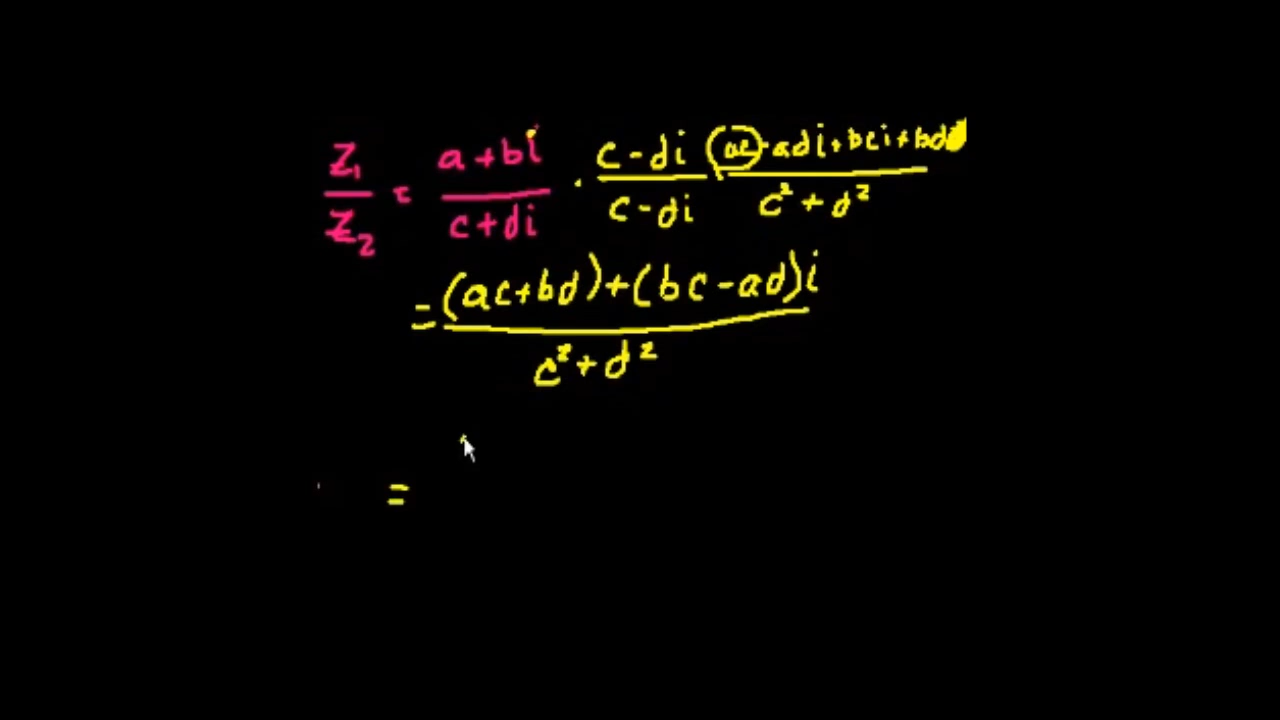 z₁/z₂ = (a+bi)/(c+di) · (c-di)/(c-di) (ac-adi+bci+bd)/(c²+d²)
= ((ac+bd)+(bc-ad)i)/(c²+d²)
=